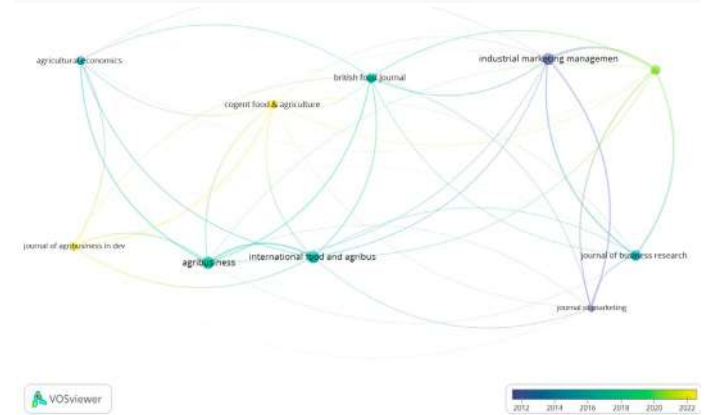 industrial marketing managemen
agricultural economics
british food journal
cogent food & agriculture
journal of agribusiness in dev
agribusiness
international food and agribus
journal of business research
journal of marketing
VOSviewer
2012 2014 2016 2018 2020 2022